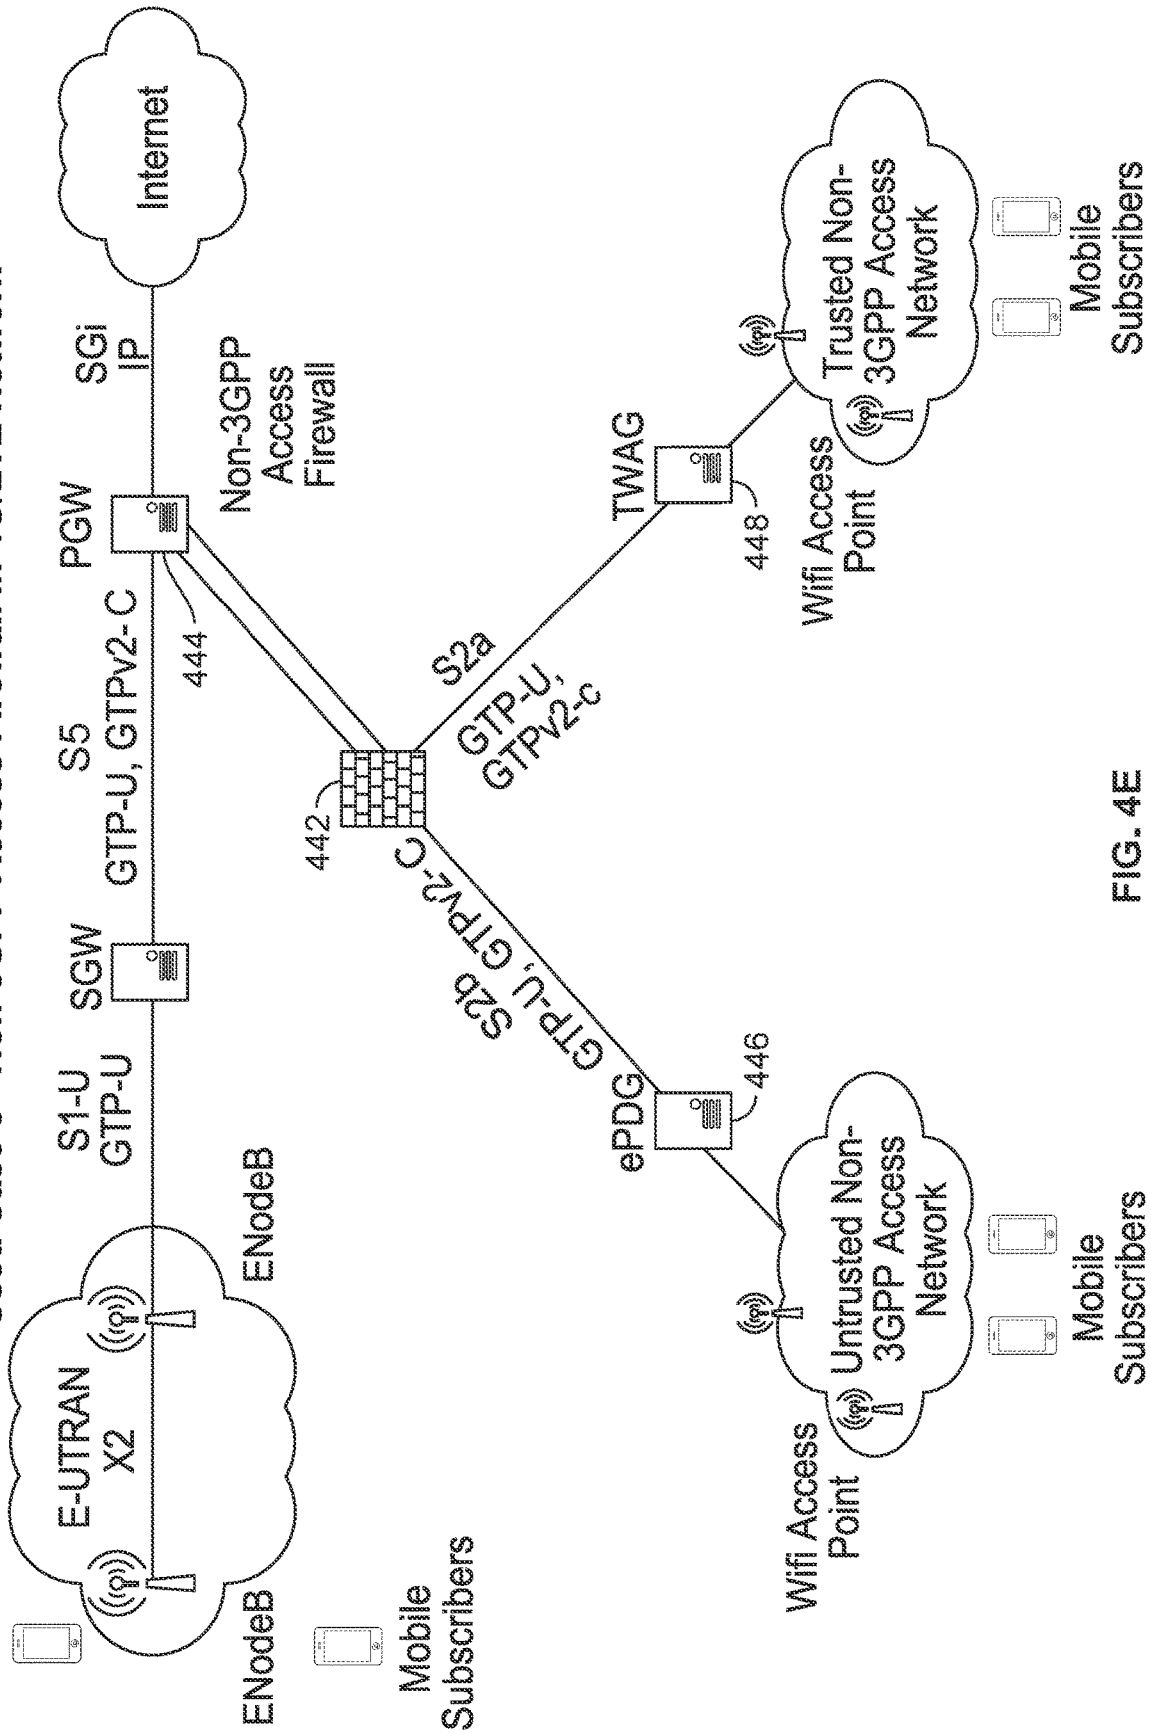 E-UTRAN
X2
ENodeB
ENodeB
Mobile
Subscribers
S1-U
GTP-U
SGW
S5
GTP-U, GTPv2- C
PGW
444
SGi
IP
Internet
Non-3GPP
Access
Firewall
442
S2b
GTP-U, GTPv2- C
S2a
GTP-U,
GTPv2-c
ePDG
446
TWAG
448
Wifi Access
Point
Untrusted Non-
3GPP Access
Network
Mobile
Subscribers
Wifi Access
Point
Trusted Non-
3GPP Access
Network
Mobile
Subscribers
FIG. 4E